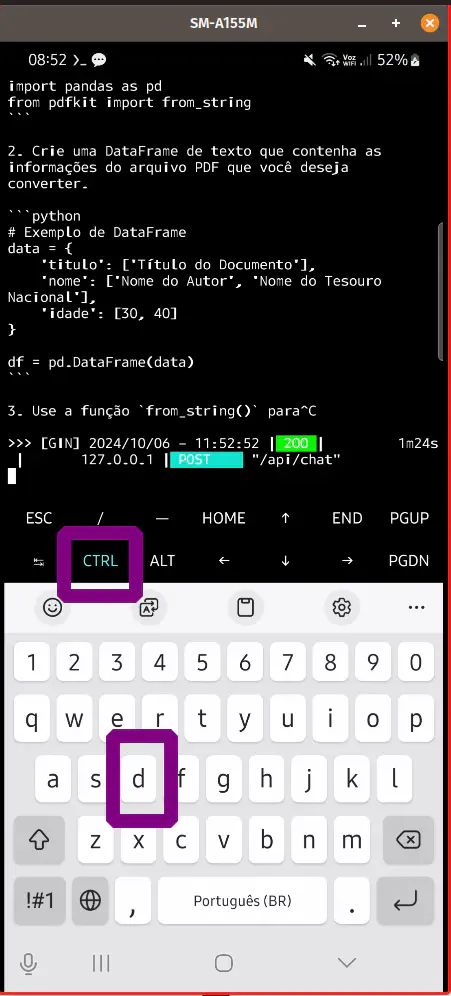 SM-A155M
08:52 >_ Voz WiFi 52%
import pandas as pd
from pdfkit import from_string
```
2. Crie uma DataFrame de texto que contenha as
informações do arquivo PDF que você deseja
converter.
```python
# Exemplo de DataFrame
data = {
'titulo': ['Título do Documento'],
'nome': ['Nome do Autor', 'Nome do Tesouro
Nacional'],
'idade': [30, 40]
}
df = pd.DataFrame(data)
```
3. Use a função `from_string()` para^C
>>> [GIN] 2024/10/06 - 11:52:52 | 200 | 1m24s
| 127.0.0.1 | POST "/api/chat"
ESC / — HOME ↑ END PGUP
↹ CTRL ALT ← ↓ → PGDN
1 2 3 4 5 6 7 8 9 0
q w e r t y u i o p
a s d f g h j k l
z x c v b n m
!#1 , Português (BR) .